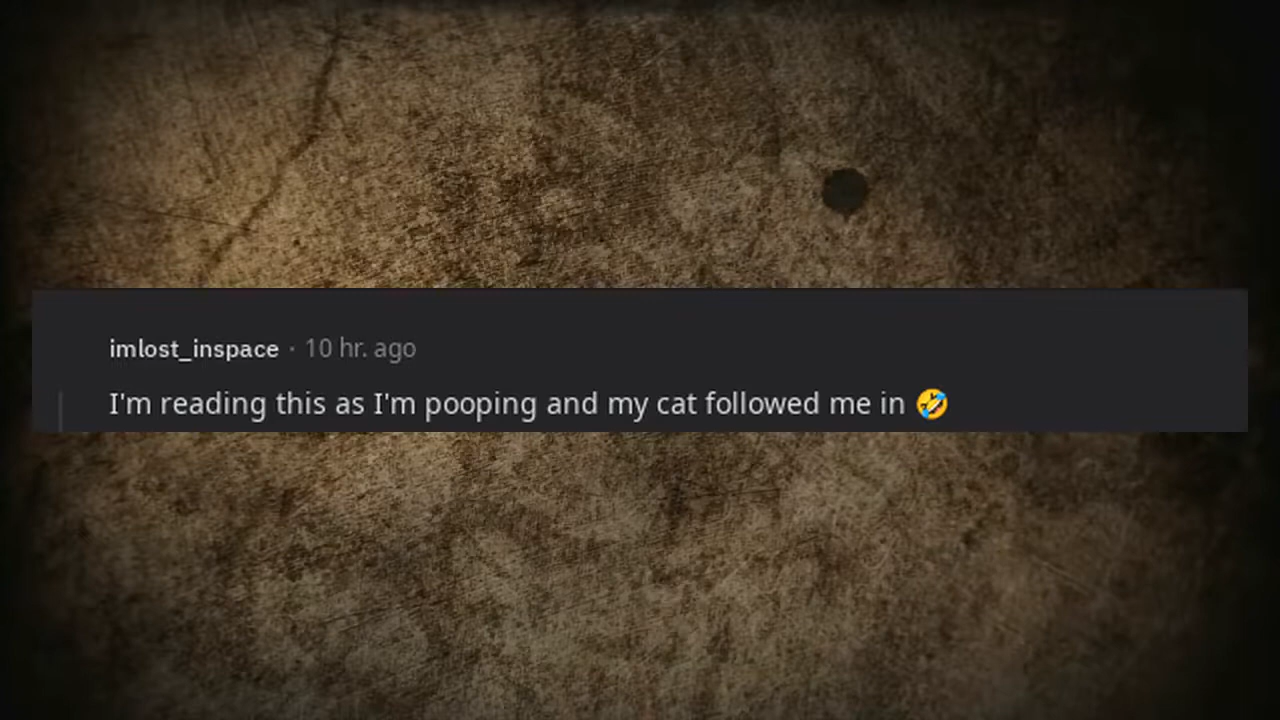 imlost_inspace · 10 hr. ago
I'm reading this as I'm pooping and my cat followed me in 🤣